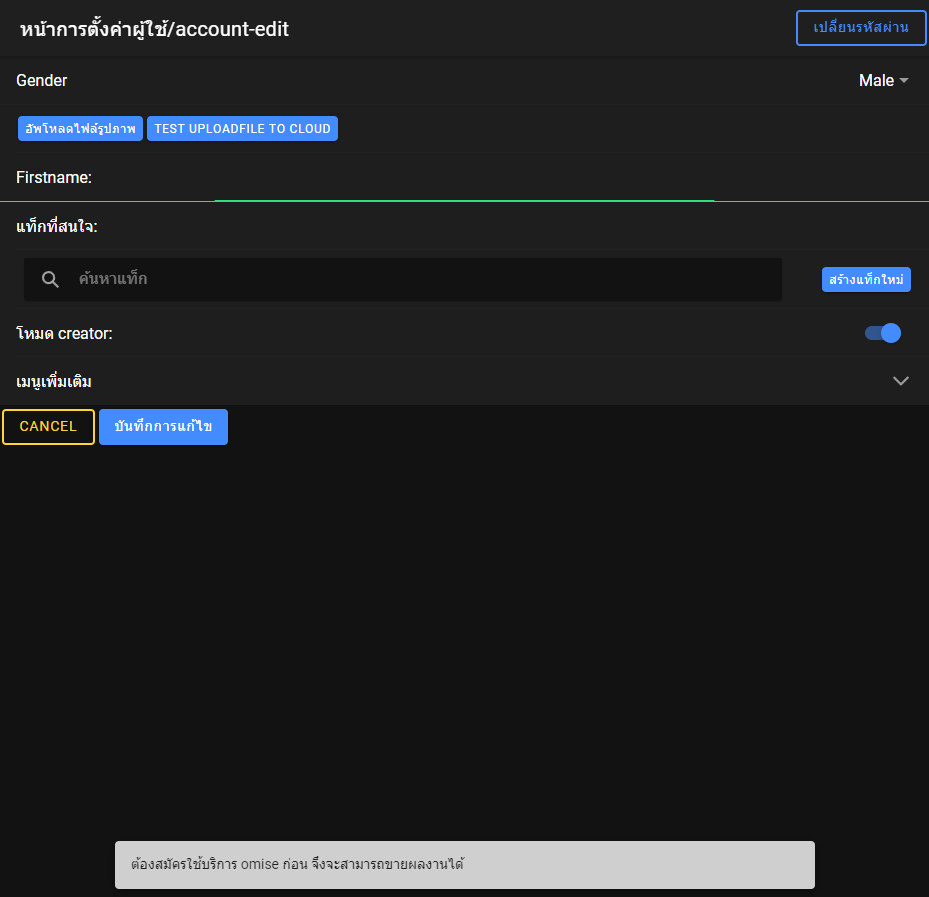 หน้าการตั้งค่าผู้ใช้/account-edit
เปลี่ยนรหัสผ่าน
Gender
Male
อัพโหลดไฟล์รูปภาพ
TEST UPLOADFILE TO CLOUD
Firstname:
แท็กที่สนใจ:
ค้นหาแท็ก
สร้างแท็กใหม่
โหมด creator:
เมนูเพิ่มเติม
CANCEL
บันทึกการแก้ไข
ต้องสมัครใช้บริการ omise ก่อน จึงจะสามารถขายผลงานได้